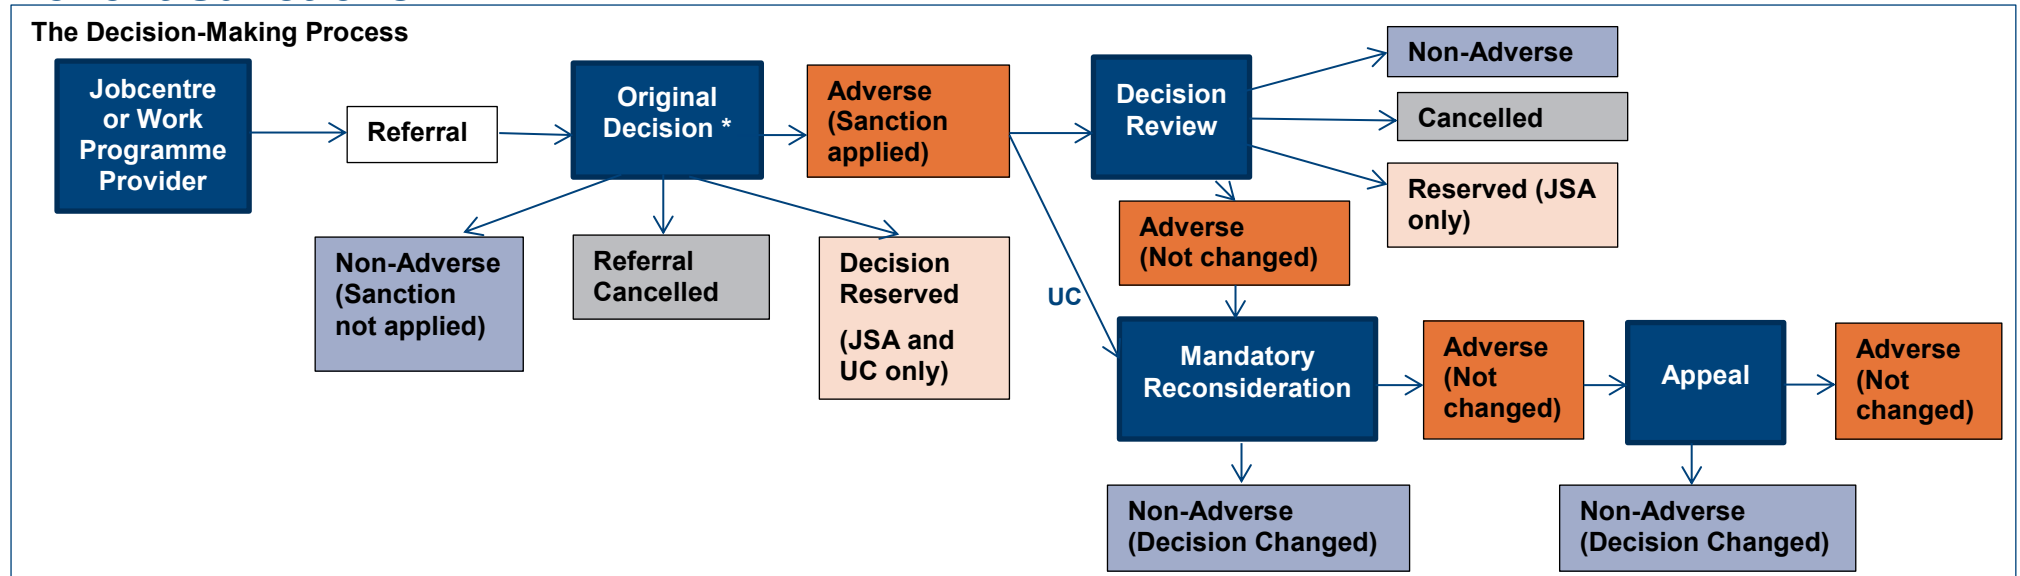 The Decision-Making Process
Jobcentre
or Work
Programme
Provider
Referral
Original
Decision *
Adverse
(Sanction
applied)
Decision
Review
Non-Adverse
Cancelled
Reserved (JSA
only)
Non-Adverse
(Sanction
not applied)
Referral
Cancelled
Decision
Reserved
(JSA and
UC only)
Adverse
(Not changed)
UC
Mandatory
Reconsideration
Adverse
(Not
changed)
Appeal
Adverse
(Not
changed)
Non-Adverse
(Decision Changed)
Non-Adverse
(Decision Changed)